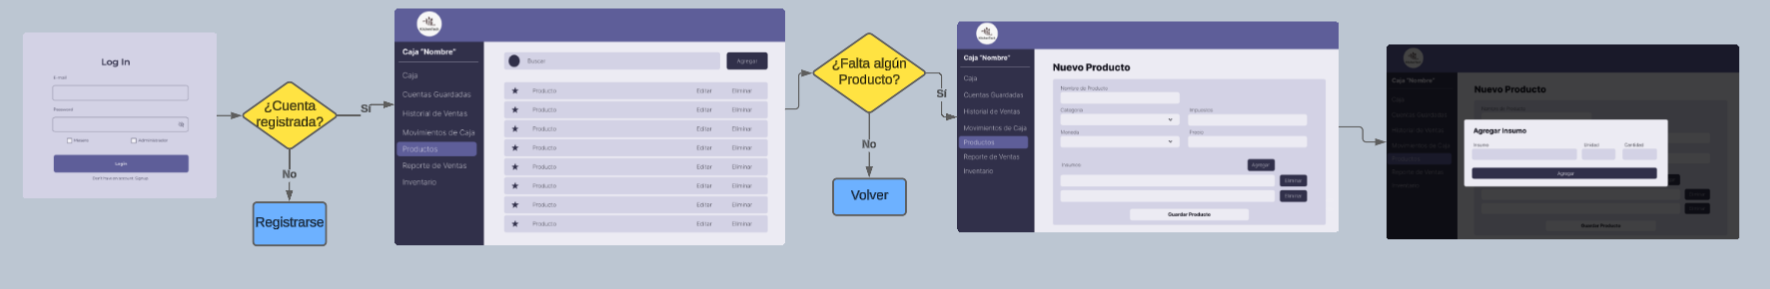 Log In
E-mail
Password
Mesero
Administrador
Login
¿Cuenta
registrada?
Sí
No
Registrarse
Caja "Nombre"
Caja
Cuentas Guardadas
Historial de Ventas
Movimientos de Caja
Productos
Reporte de Ventas
Inventario
Buscar
Agregar
Producto Editar Eliminar
Producto Editar Eliminar
Producto Editar Eliminar
Producto Editar Eliminar
Producto Editar Eliminar
Producto Editar Eliminar
Producto Editar Eliminar
Producto Editar Eliminar
¿Falta algún
Producto?
Sí
No
Volver
Caja "Nombre"
Caja
Cuentas Guardadas
Historial de Ventas
Movimientos de Caja
Productos
Reporte de Ventas
Inventario
Nuevo Producto
Nombre de Producto
Categoría
Impuestos
Moneda
Precio
Insumos
Agregar
Eliminar
Eliminar
Guardar Producto
Caja "Nombre"
Nuevo Producto
Agregar Insumo
Insumo
Unidad
Cantidad
Agregar
Guardar Producto